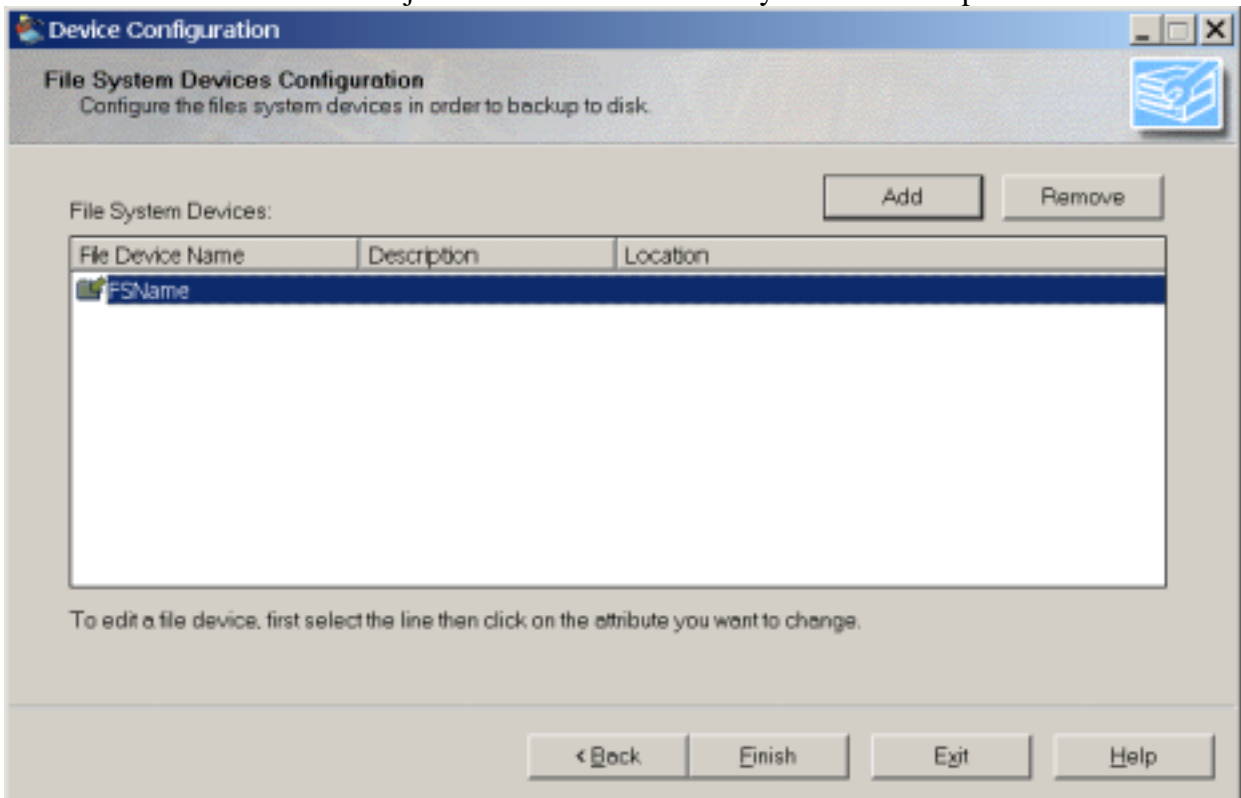 Device Configuration
File System Devices Configuration
Configure the files system devices in order to backup to disk.
Add Remove
File System Devices:
File Device Name Description Location
FSName
To edit a file device, first select the line then click on the attribute you want to change.
< Back Finish Exit Help